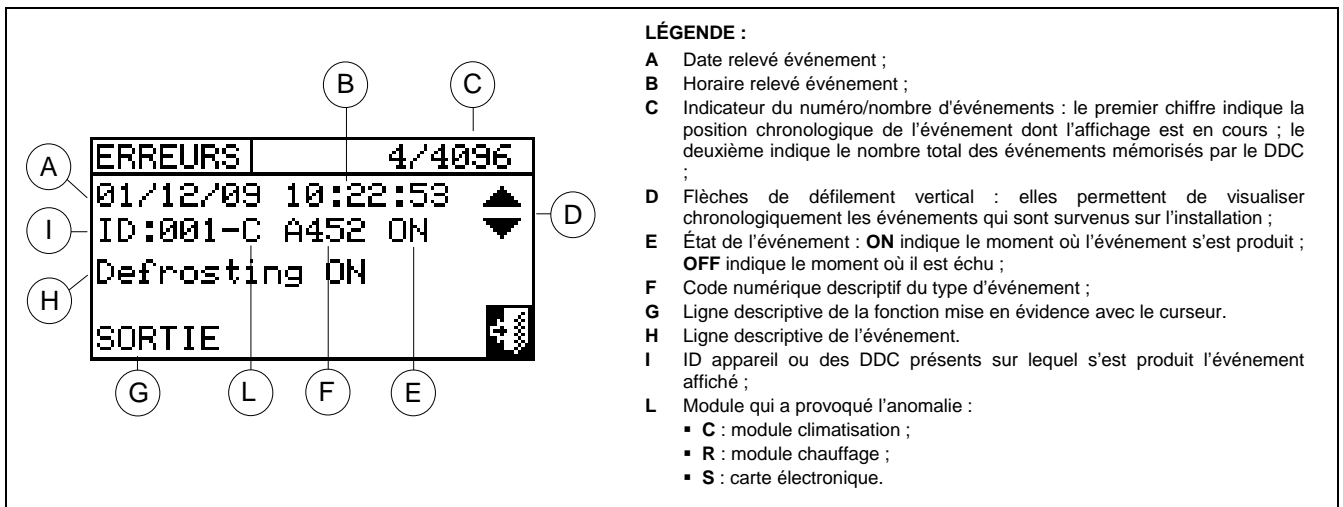 B
C
A
I
H
D
G
L
F
E
ERREURS 4/4096
01/12/09 10:22:53
ID:001-C A452 ON
Defrosting ON
SORTIE
LÉGENDE :
A Date relevé événement ;
B Horaire relevé événement ;
C Indicateur du numéro/nombre d'événements : le premier chiffre indique la
position chronologique de l'événement dont l'affichage est en cours ; le
deuxième indique le nombre total des événements mémorisés par le DDC
;
D Flèches de défilement vertical : elles permettent de visualiser
chronologiquement les événements qui sont survenus sur l'installation ;
E État de l'événement : ON indique le moment où l'événement s'est produit ;
OFF indique le moment où il est échu ;
F Code numérique descriptif du type d'événement ;
G Ligne descriptive de la fonction mise en évidence avec le curseur.
H Ligne descriptive de l'événement.
I ID appareil ou des DDC présents sur lequel s'est produit l'événement
affiché ;
L Module qui a provoqué l'anomalie :
▪ C : module climatisation ;
▪ R : module chauffage ;
▪ S : carte électronique.